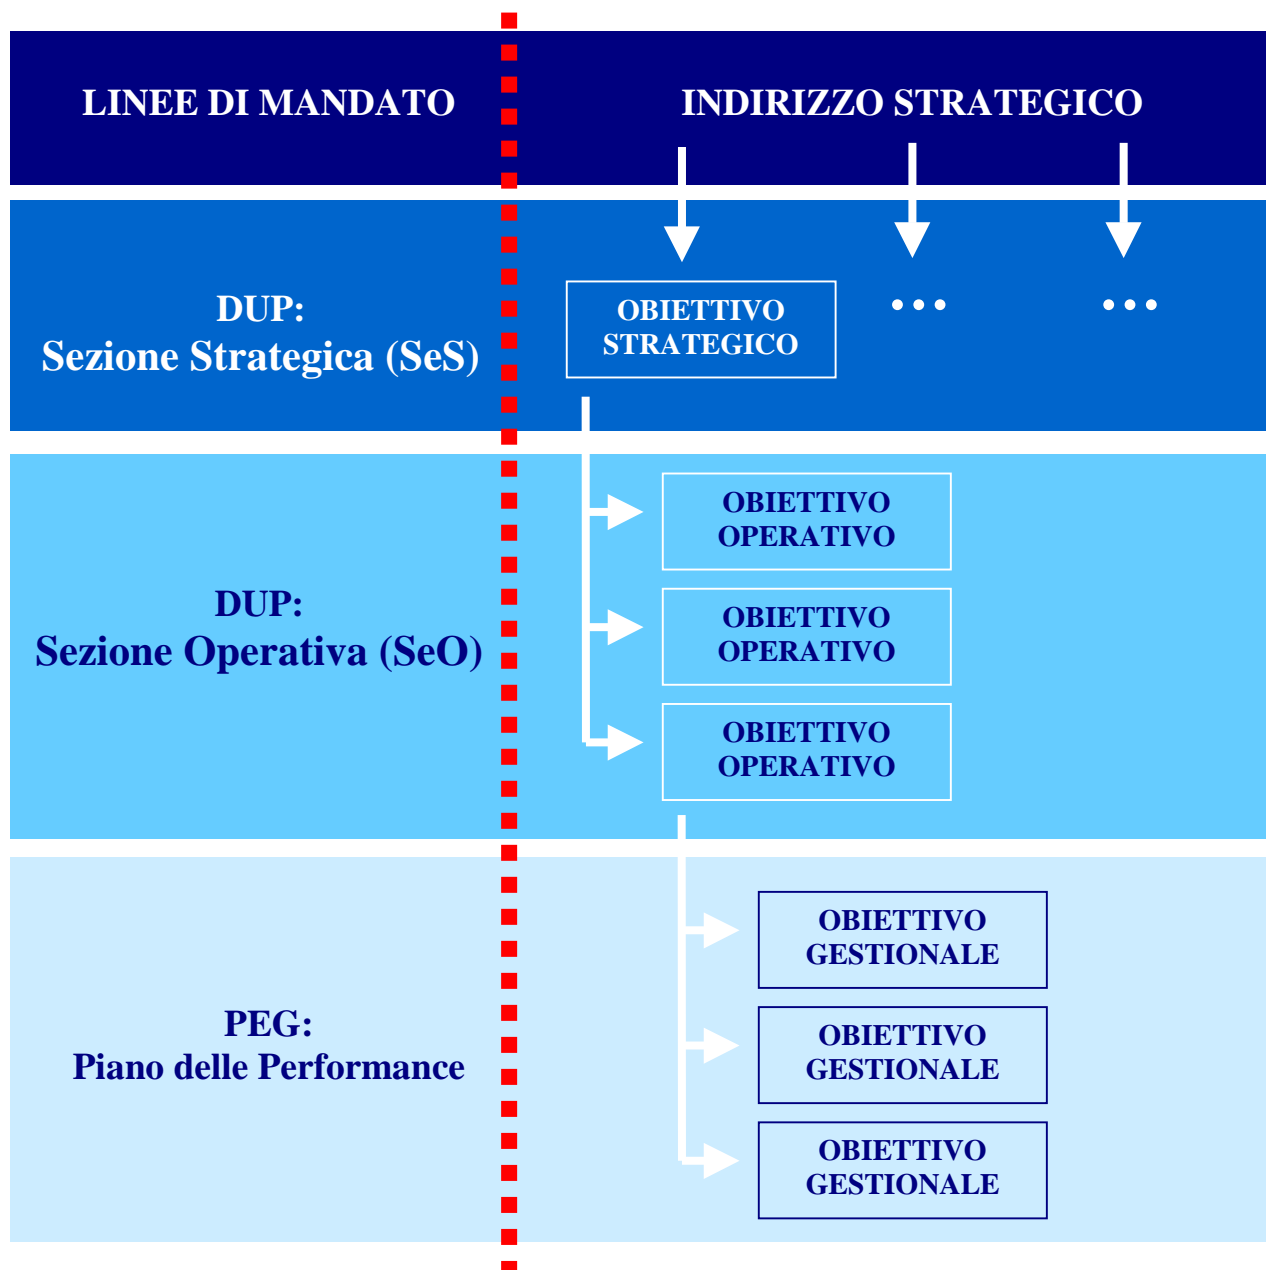 LINEE DI MANDATO
INDIRIZZO STRATEGICO
DUP:
Sezione Strategica (SeS)
OBIETTIVO
STRATEGICO
...
...
DUP:
Sezione Operativa (SeO)
OBIETTIVO
OPERATIVO
OBIETTIVO
OPERATIVO
OBIETTIVO
OPERATIVO
PEG:
Piano delle Performance
OBIETTIVO
GESTIONALE
OBIETTIVO
GESTIONALE
OBIETTIVO
GESTIONALE